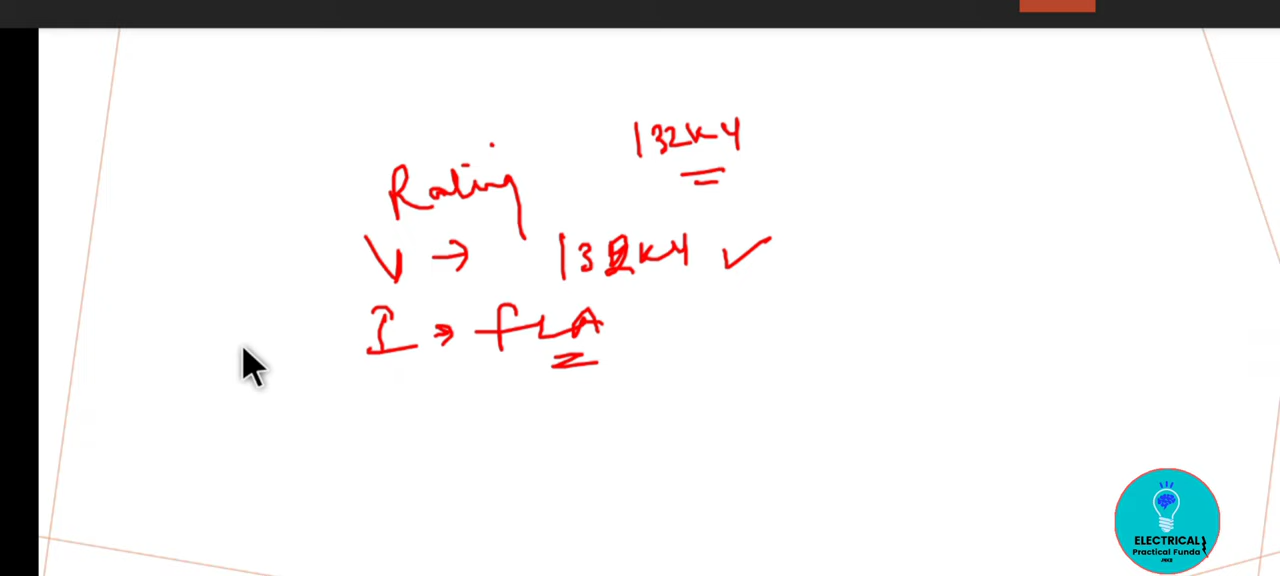 132KV
Rating
V → 132KV ✓
I → FLA
ELECTRICAL
Practical Funda